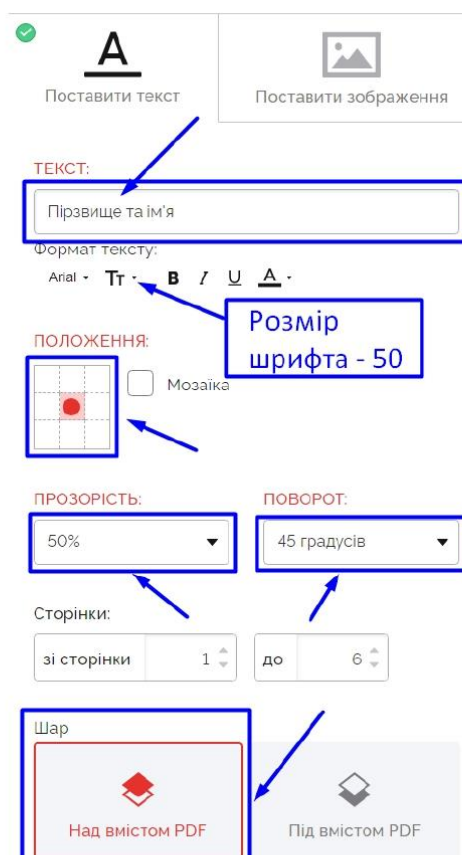 Поставити текст
Поставити зображення
ТЕКСТ:
Пірзвище та ім'я
Формат тексту:
Arial
Тт
B I U A
Розмір
шрифта - 50
ПОЛОЖЕННЯ:
Мозаїка
ПРОЗОРІСТЬ:
ПОВОРОТ:
50%
45 градусів
Сторінки:
зі сторінки 1
до 6
Шар
Над вмістом PDF
Під вмістом PDF